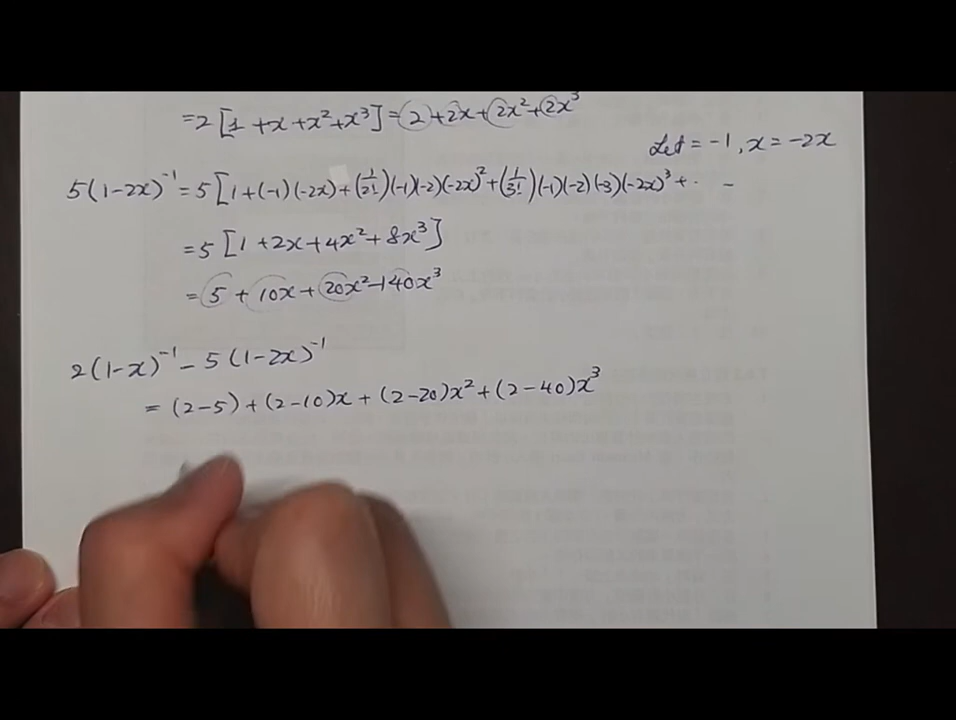 =2[1+x+x²+x³]=2+2x+2x²+2x³
Let = -1, x = -2x
5(1-2x)⁻¹=5[1+(-1)(-2x)+(1/2!)(-1)(-2)(-2x)²+(1/3!)(-1)(-2)(-3)(-2x)³+.. -
=5[1+2x+4x²+8x³]
=5+10x+20x²+40x³
2(1-x)⁻¹-5(1-2x)⁻¹
=(2-5)+(2-10)x+(2-20)x²+(2-40)x³